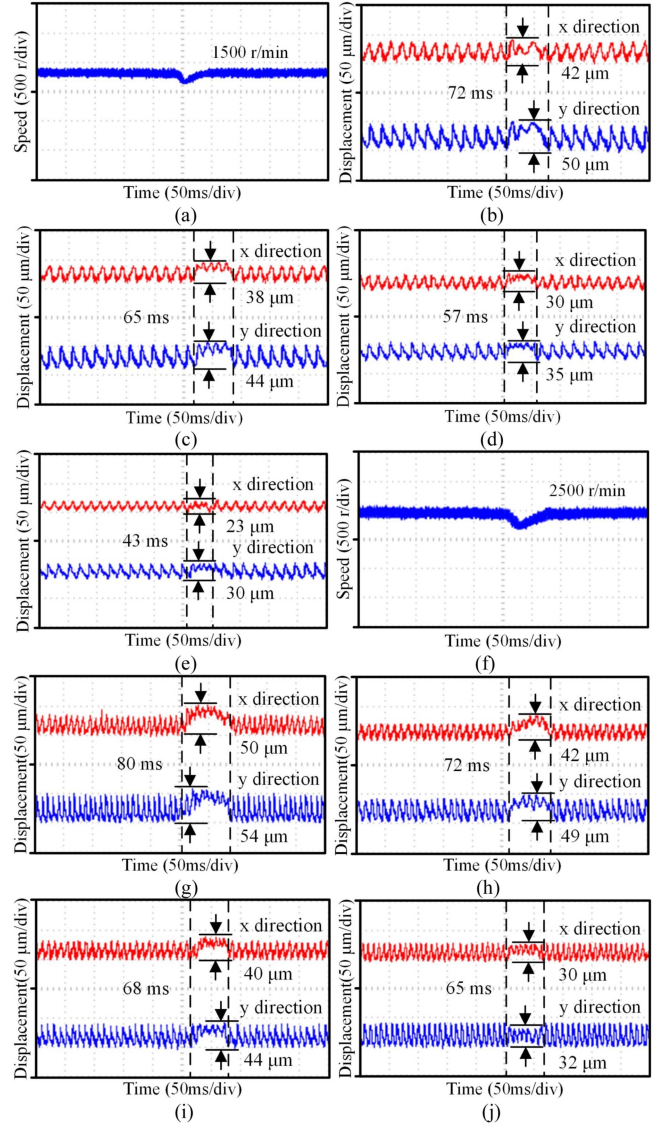 Speed (500 r/div)
1500 r/min
Time (50ms/div)
(a)
Displacement (50 μm/div)
x direction
42 μm
72 ms
y direction
50 μm
Time (50ms/div)
(b)
Displacement (50 μm/div)
x direction
38 μm
65 ms
y direction
44 μm
Time (50ms/div)
(c)
Displacement (50 μm/div)
x direction
30 μm
57 ms
y direction
35 μm
Time (50ms/div)
(d)
Displacement (50 μm/div)
x direction
23 μm
43 ms
y direction
30 μm
Time (50ms/div)
(e)
Speed (500 r/div)
2500 r/min
Time (50ms/div)
(f)
Displacement(50 μm/div)
x direction
50 μm
80 ms
y direction
54 μm
Time (50ms/div)
(g)
Displacement(50 μm/div)
x direction
42 μm
72 ms
y direction
49 μm
Time (50ms/div)
(h)
Displacement(50 μm/div)
x direction
40 μm
68 ms
y direction
44 μm
Time (50ms/div)
(i)
Displacement(50 μm/div)
x direction
30 μm
65 ms
y direction
32 μm
Time (50ms/div)
(j)